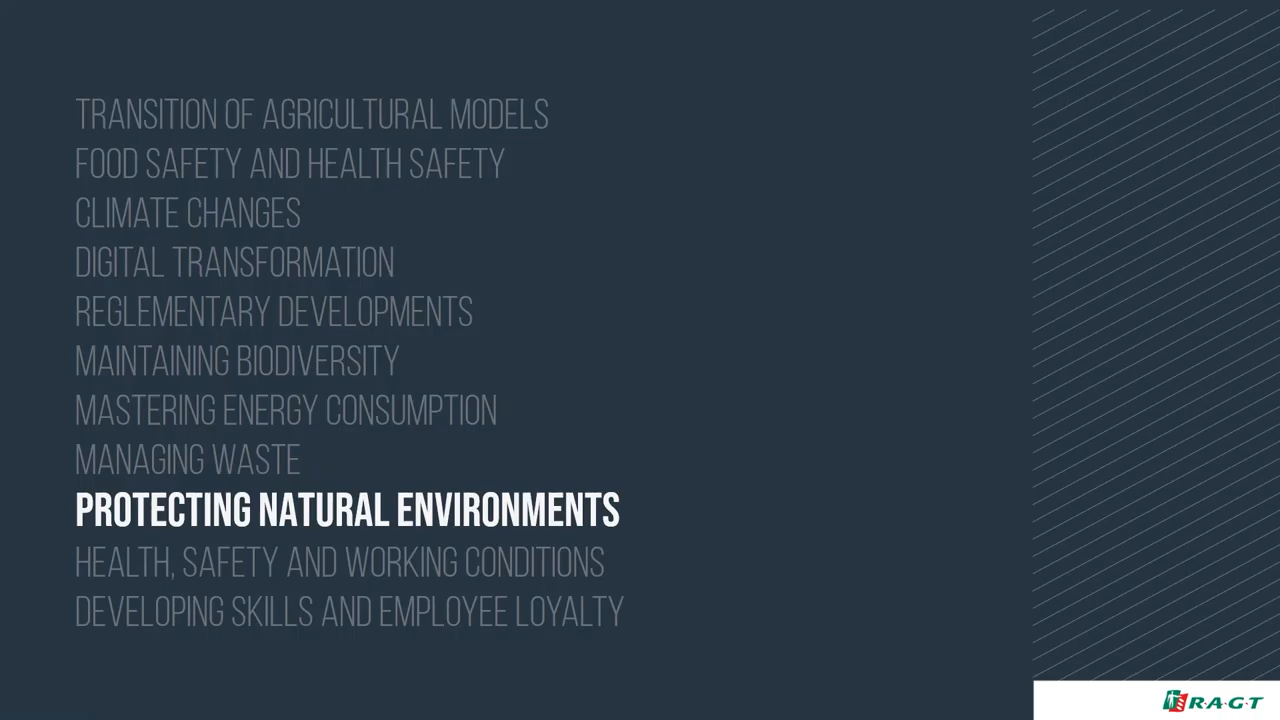 TRANSITION OF AGRICULTURAL MODELS
FOOD SAFETY AND HEALTH SAFETY
CLIMATE CHANGES
DIGITAL TRANSFORMATION
REGLEMENTARY DEVELOPMENTS
MAINTAINING BIODIVERSITY
MASTERING ENERGY CONSUMPTION
MANAGING WASTE
PROTECTING NATURAL ENVIRONMENTS
HEALTH, SAFETY AND WORKING CONDITIONS
DEVELOPING SKILLS AND EMPLOYEE LOYALTY
R·A·G·T